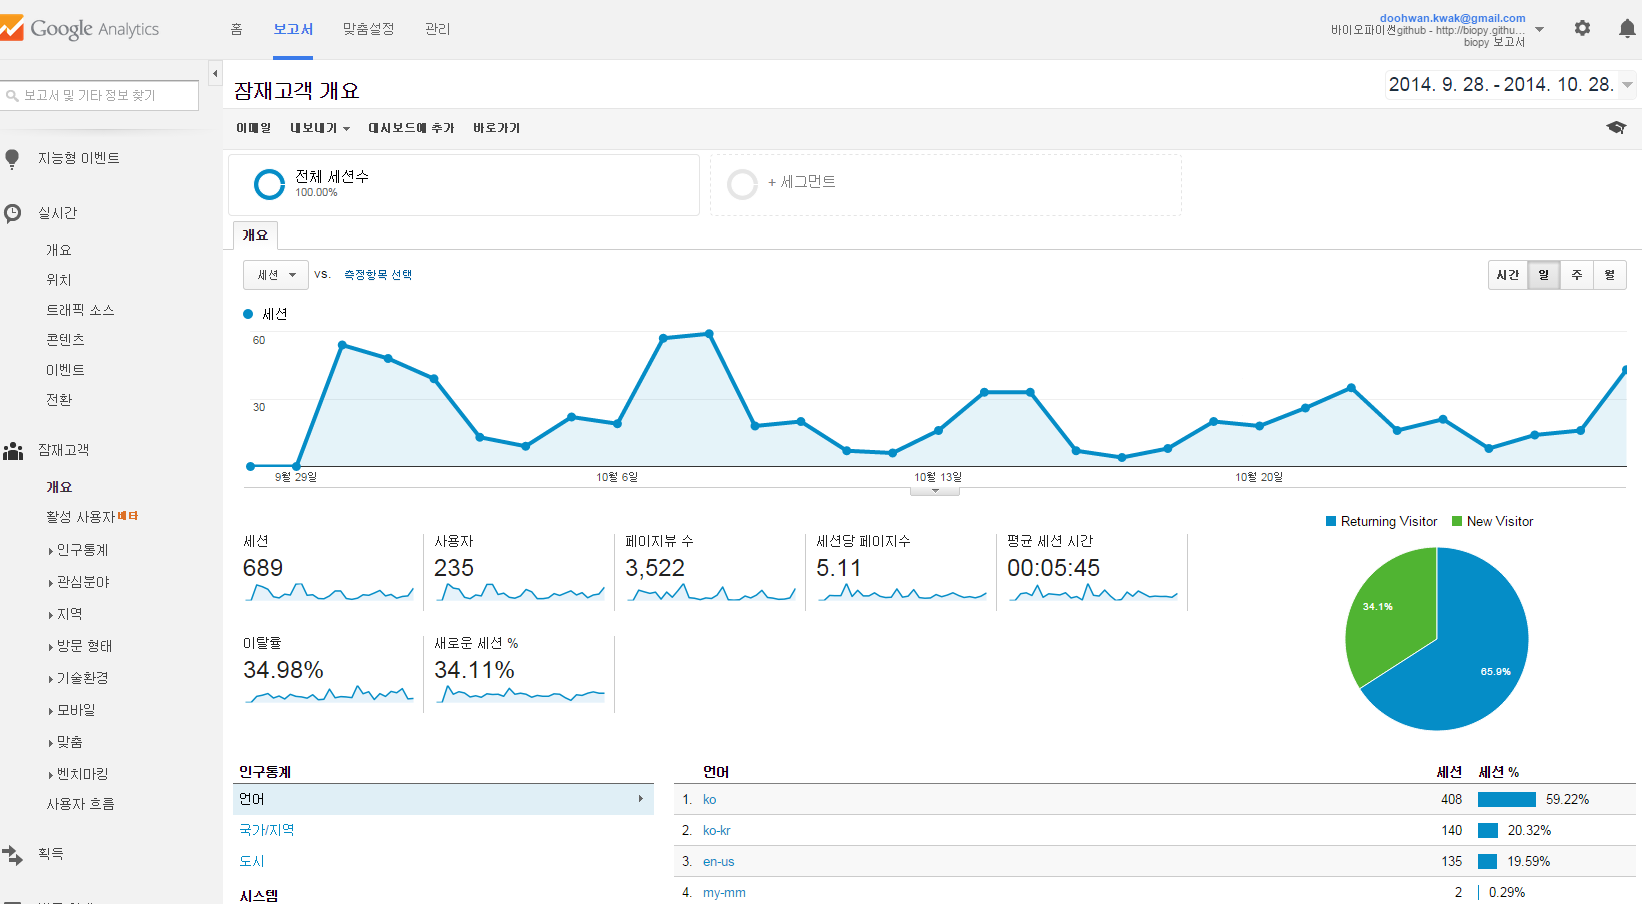 Google Analytics
홈 보고서 맞춤설정 관리
doohwan.kwak@gmail.com
바이오파이썬github - http://biopy.githu...
biopy 보고서
보고서 및 기타 정보 찾기
잠재고객 개요
2014. 9. 28. - 2014. 10. 28.
이메일 내보내기 대시보드에 추가 바로가기
지능형 이벤트
실시간
개요
위치
트래픽 소스
콘텐츠
이벤트
전환
잠재고객
개요
활성 사용자 베타
인구통계
관심분야
지역
방문 형태
기술환경
모바일
맞춤
벤치마킹
사용자 흐름
획득
전체 세션수
100.00%
+ 세그먼트
개요
세션 vs. 측정항목 선택
시간 일 주 월
세션
60
30
9월 29일 10월 6일 10월 13일 10월 20일
세션 사용자 페이지뷰 수 세션당 페이지수 평균 세션 시간
689 235 3,522 5.11 00:05:45
이탈율 새로운 세션 %
34.98% 34.11%
Returning Visitor New Visitor
34.1%
65.9%
인구통계
언어
국가/지역
도시
시스템
언어 세션 세션 %
1. ko 408 59.22%
2. ko-kr 140 20.32%
3. en-us 135 19.59%
4. my-mm 2 0.29%